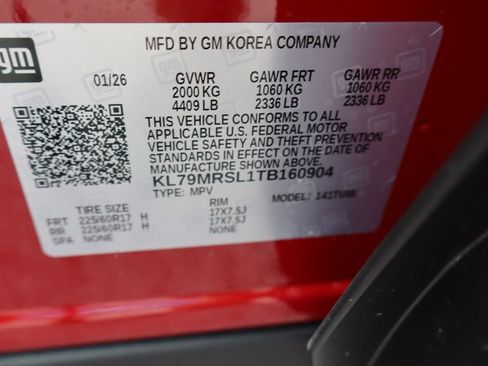 gm
MFD BY GM KOREA COMPANY
01/26 GVWR GAWR FRT GAWR RR
2000 KG 1060 KG 1060 KG
4409 LB 2336 LB 2336 LB
THIS VEHICLE CONFORMS TO ALL
APPLICABLE U.S. FEDERAL MOTOR
VEHICLE SAFETY AND THEFT PREVENTION
STANDARDS IN EFFECT ON THE DATE OF
MANUFACTURE SHOWN ABOVE.
KL79MRSL1TB160904
TYPE: MPV MODEL: 141TU56
TIRE SIZE RIM
FRT 225/60R17 H 17X7.5J
RR 225/60R17 H 17X7.5J
SPA NONE NONE